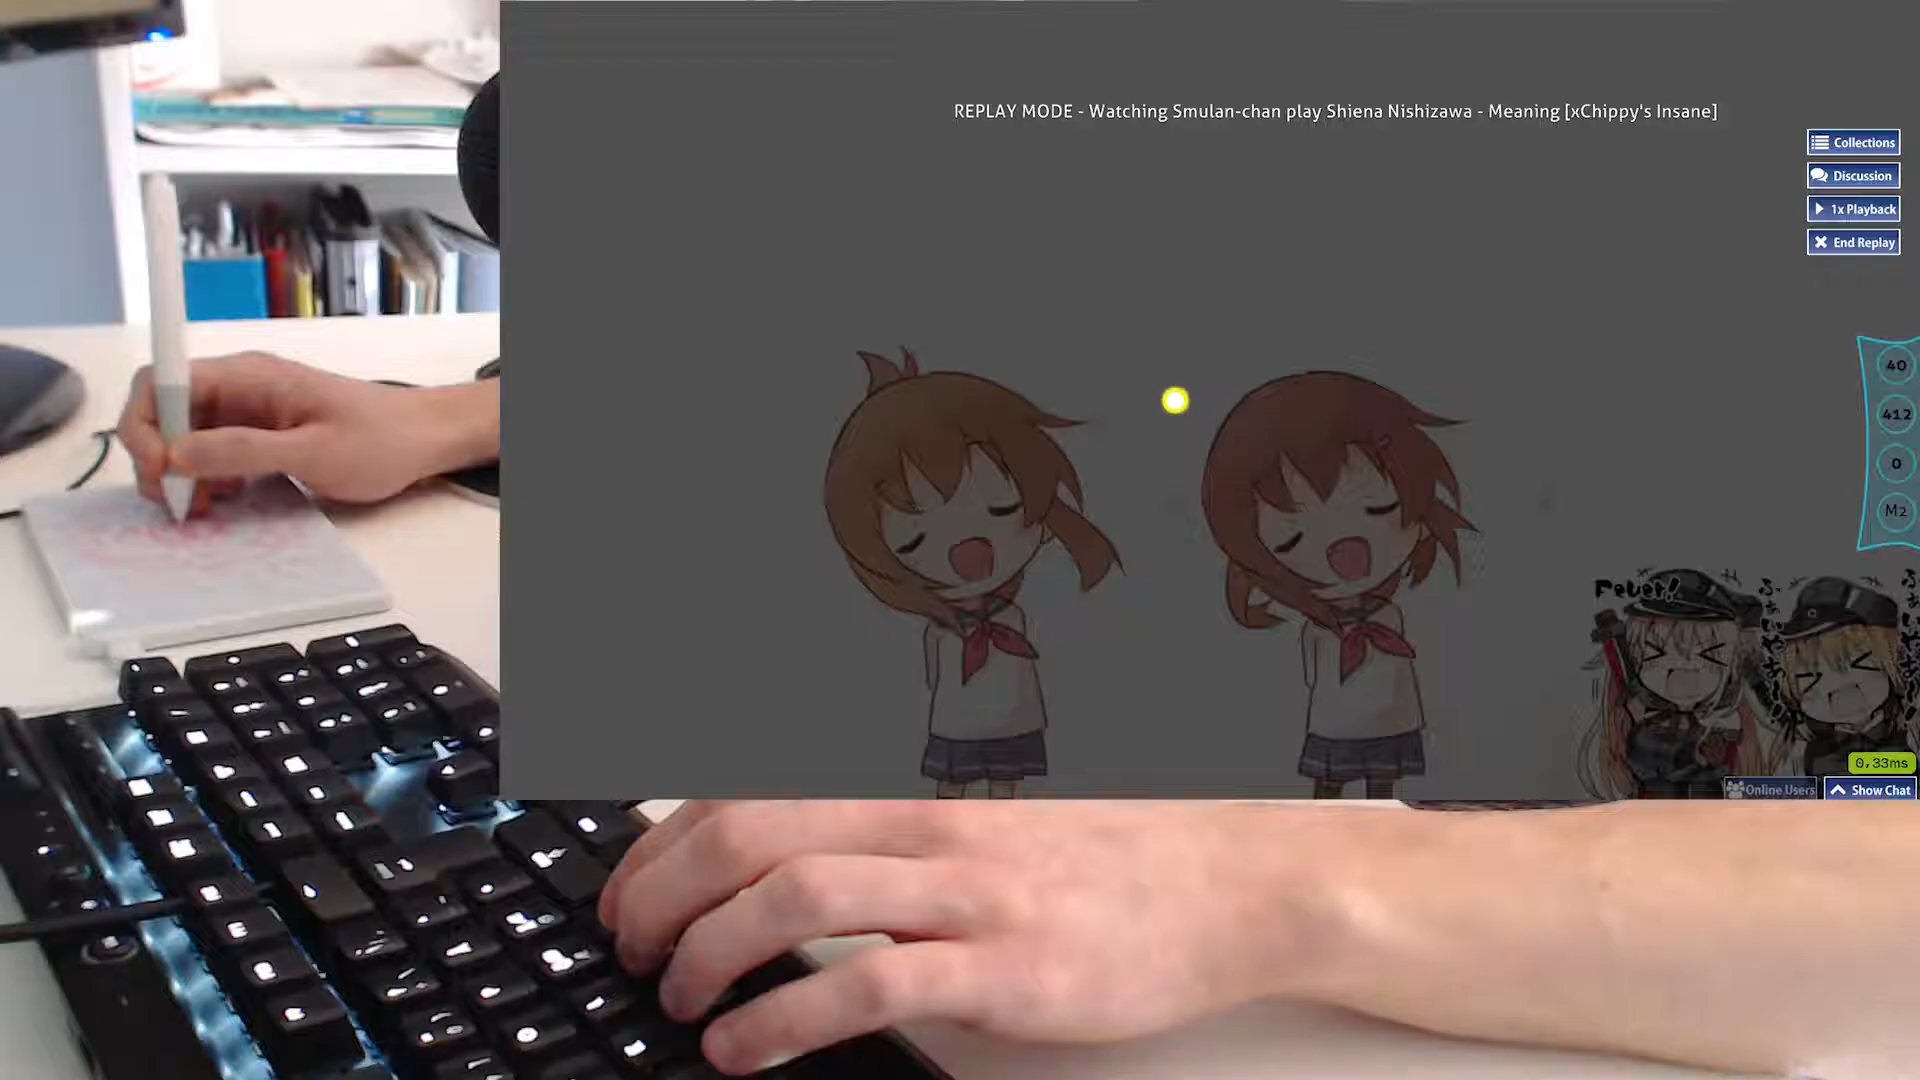 REPLAY MODE - Watching Smulan-chan play Shiena Nishizawa - Meaning [xChippy's Insane]
Collections
Discussion
1x Playback
End Replay
40
412
0
M2
Fever!
0,33ms
Online Users
Show Chat